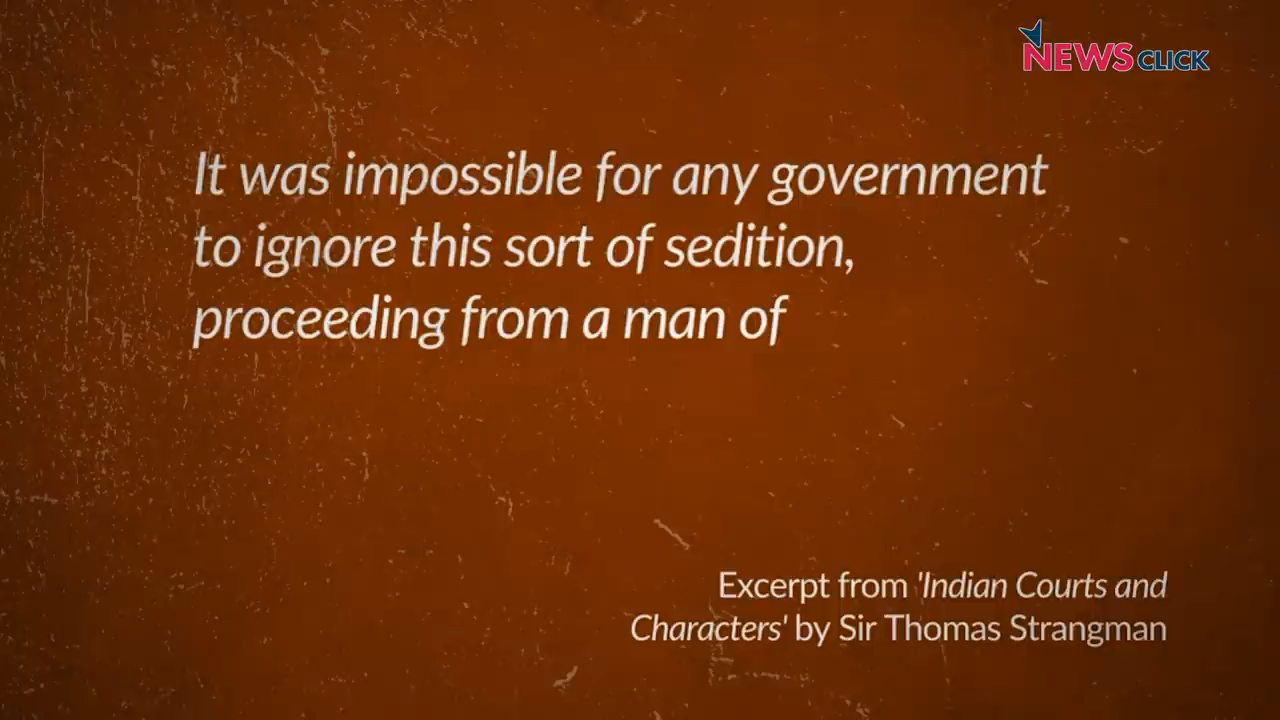 NEWSCLICK
It was impossible for any government
to ignore this sort of sedition,
proceeding from a man of
Excerpt from 'Indian Courts and
Characters' by Sir Thomas Strangman